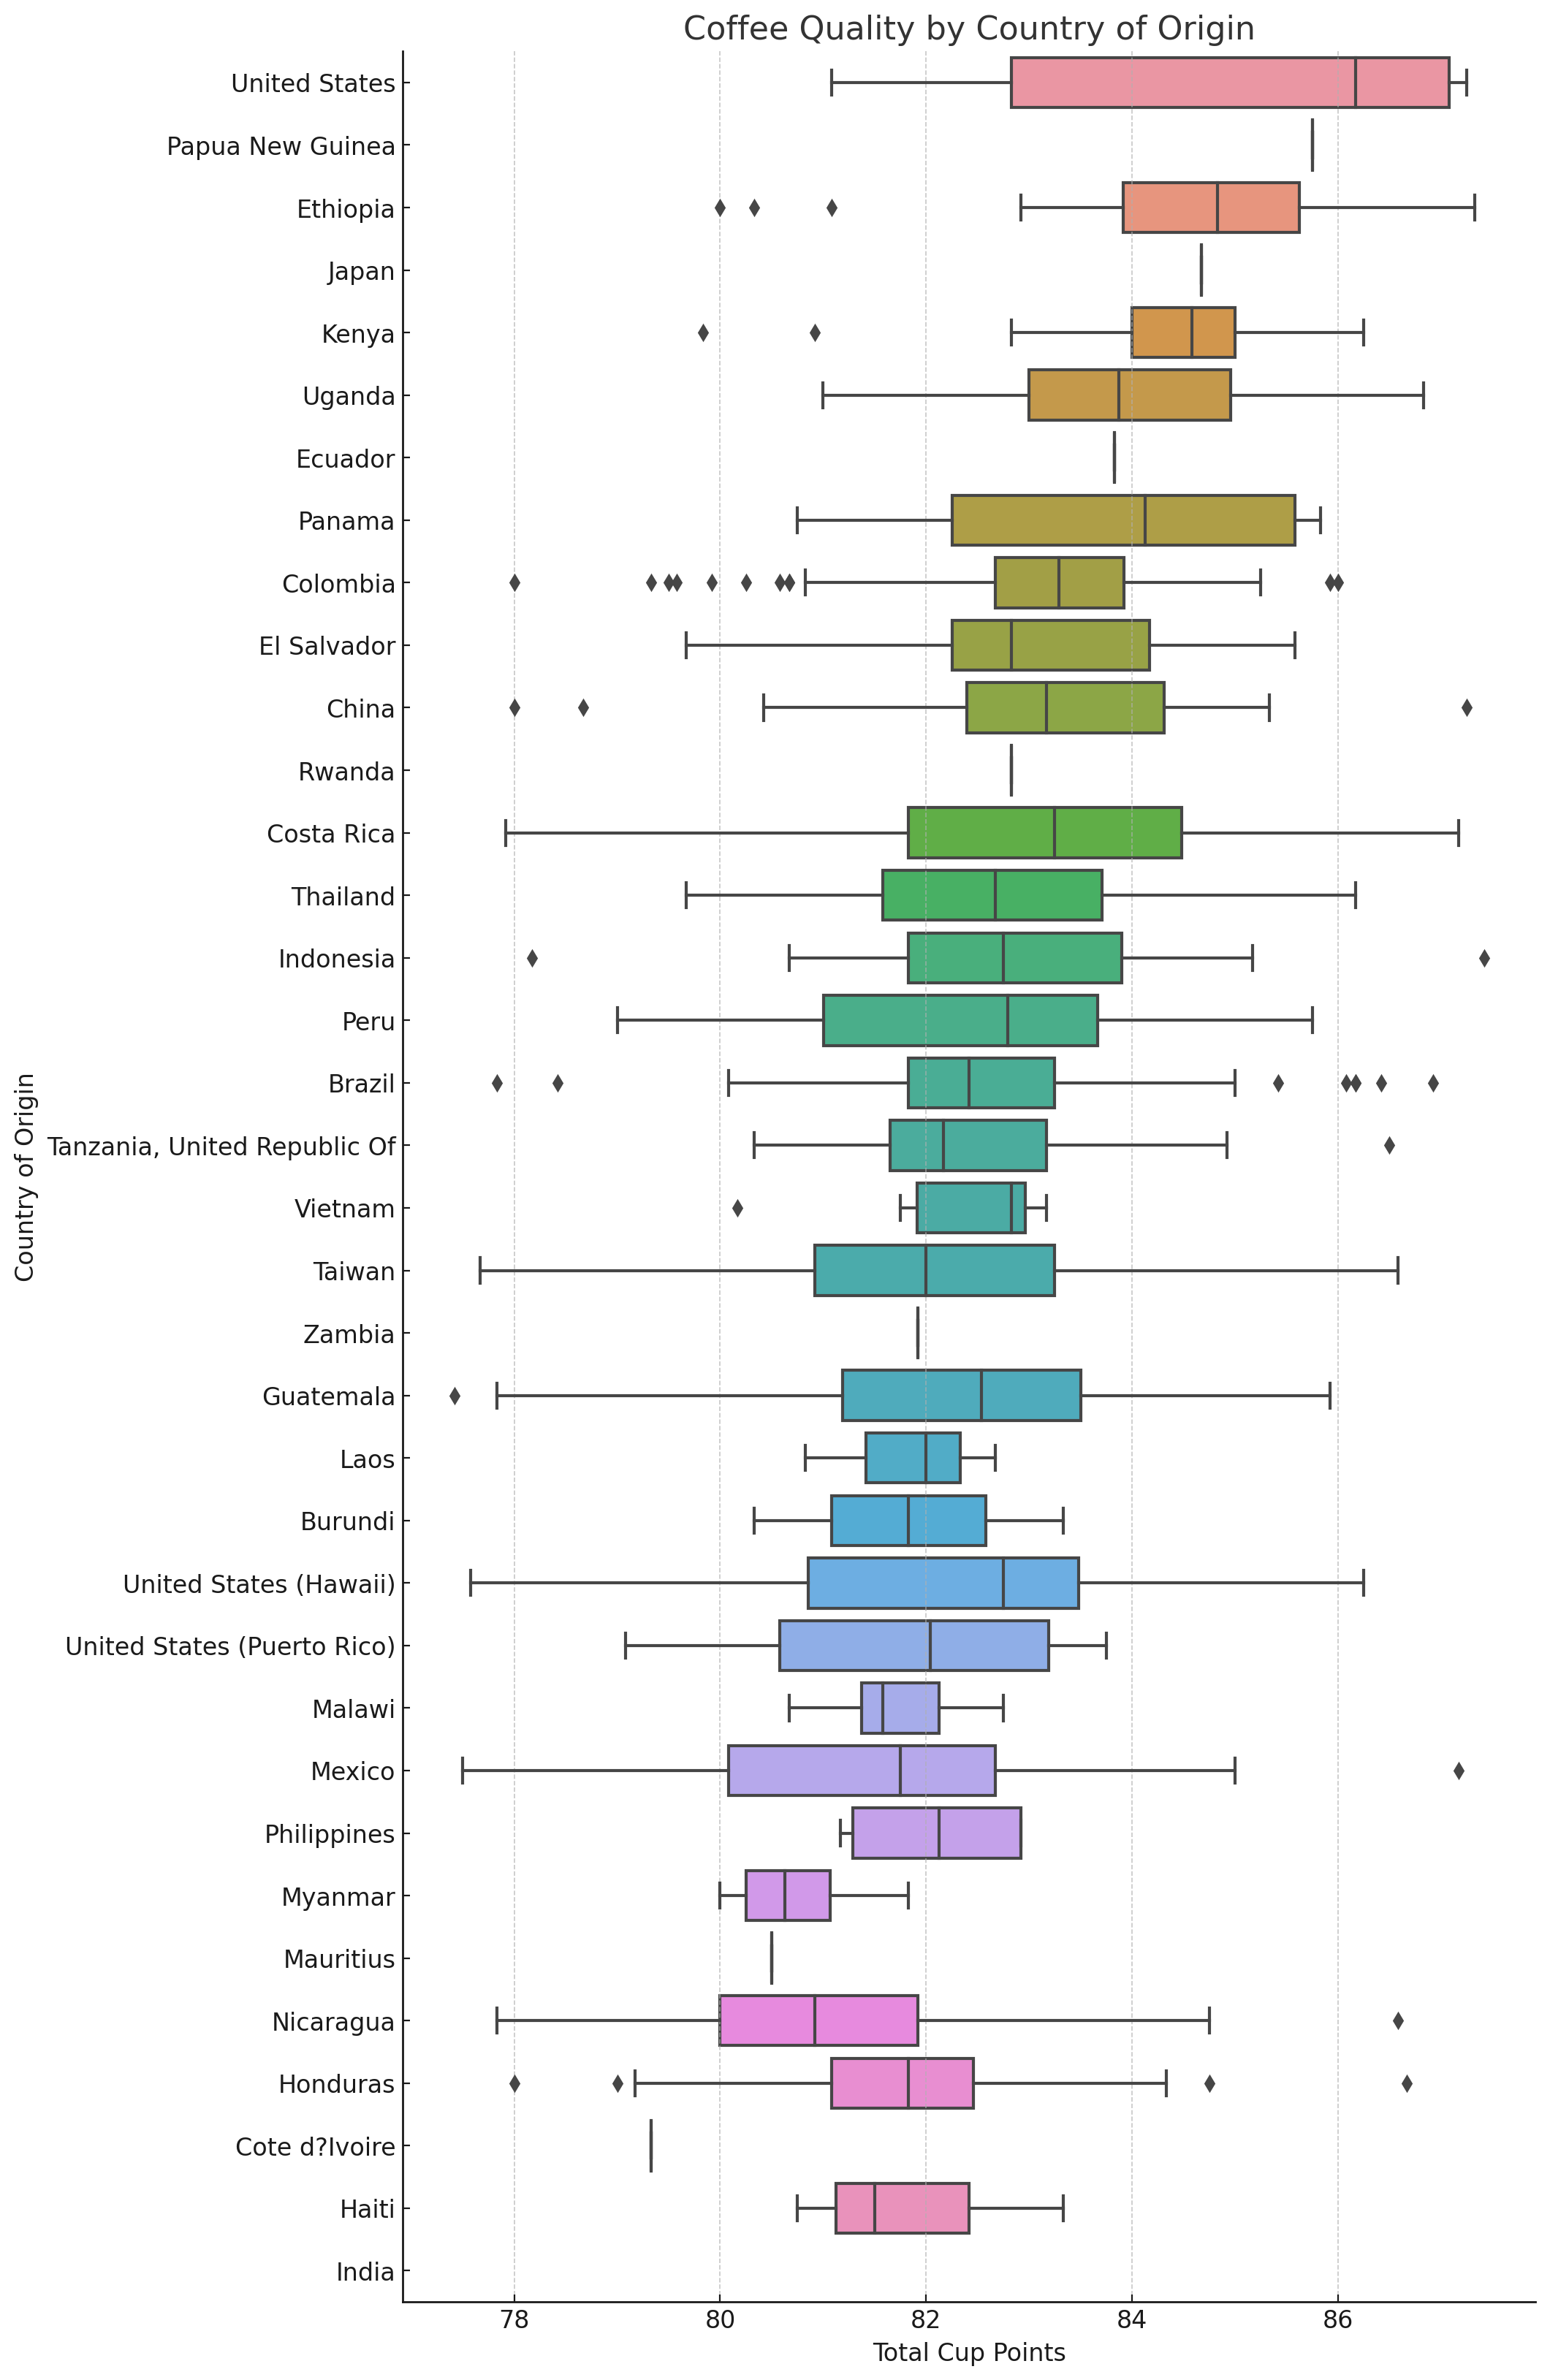 Coffee Quality by Country of Origin
United States
Papua New Guinea
Ethiopia
Japan
Kenya
Uganda
Ecuador
Panama
Colombia
El Salvador
China
Rwanda
Costa Rica
Thailand
Indonesia
Peru
Brazil
Tanzania, United Republic Of
Vietnam
Taiwan
Zambia
Guatemala
Laos
Burundi
United States (Hawaii)
United States (Puerto Rico)
Malawi
Mexico
Philippines
Myanmar
Mauritius
Nicaragua
Honduras
Cote d?Ivoire
Haiti
India
Country of Origin
78 80 82 84 86
Total Cup Points